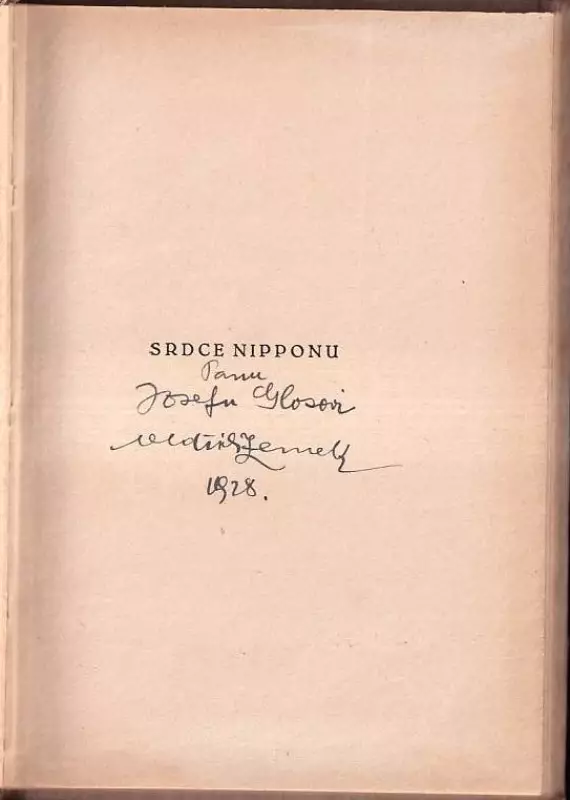 SRDCE NIPPONU
Panu
Josefu Glosovi
Oldřich Zemek
1928.